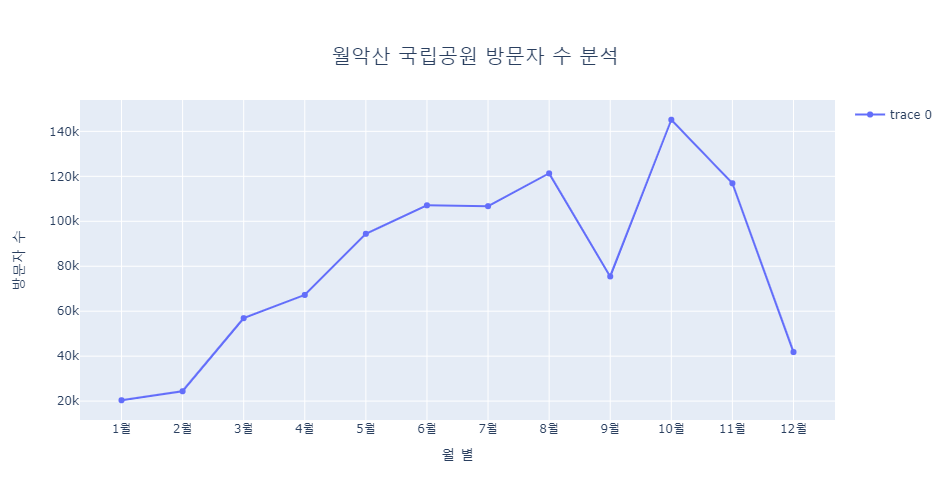 월악산 국립공원 방문자 수 분석
trace 0
방문자 수
140k
120k
100k
80k
60k
40k
20k
1월 2월 3월 4월 5월 6월 7월 8월 9월 10월 11월 12월
월 별